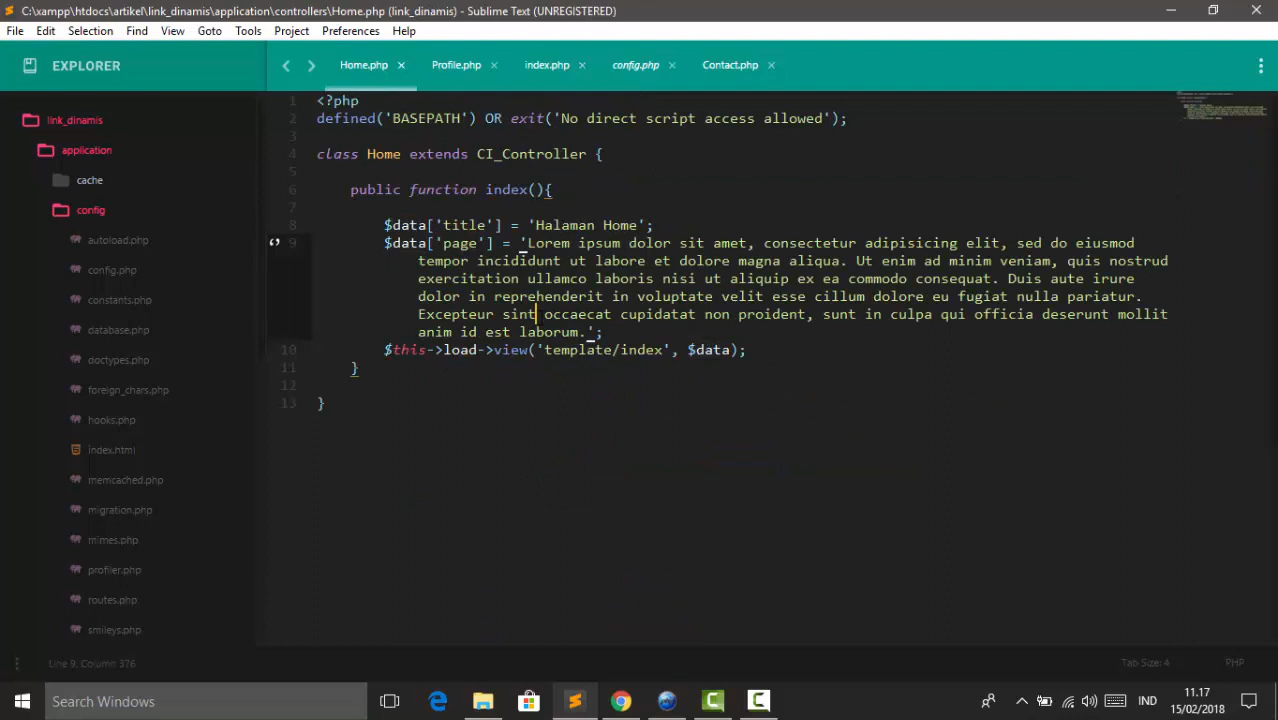 C:\xampp\htdocs\artikel\link_dinamis\application\controllers\Home.php (link_dinamis) - Sublime Text (UNREGISTERED)
File Edit Selection Find View Goto Tools Project Preferences Help
EXPLORER
Home.php Profile.php index.php config.php Contact.php
link_dinamis
application
cache
config
autoload.php
config.php
constants.php
database.php
doctypes.php
foreign_chars.php
hooks.php
index.html
memcached.php
migration.php
mimes.php
profiler.php
routes.php
smileys.php
1 <?php
2 defined('BASEPATH') OR exit('No direct script access allowed');
3
4 class Home extends CI_Controller {
5
6 public function index(){
7
8 $data['title'] = 'Halaman Home';
9 $data['page'] = 'Lorem ipsum dolor sit amet, consectetur adipisicing elit, sed do eiusmod
tempor incididunt ut labore et dolore magna aliqua. Ut enim ad minim veniam, quis nostrud
exercitation ullamco laboris nisi ut aliquip ex ea commodo consequat. Duis aute irure
dolor in reprehenderit in voluptate velit esse cillum dolore eu fugiat nulla pariatur.
Excepteur sint occaecat cupidatat non proident, sunt in culpa qui officia deserunt mollit
anim id est laborum.';
10 $this->load->view('template/index', $data);
11 }
12
13 }
Line 9, Column 376
Tab Size: 4 PHP
Search Windows
IND
11.17
15/02/2018